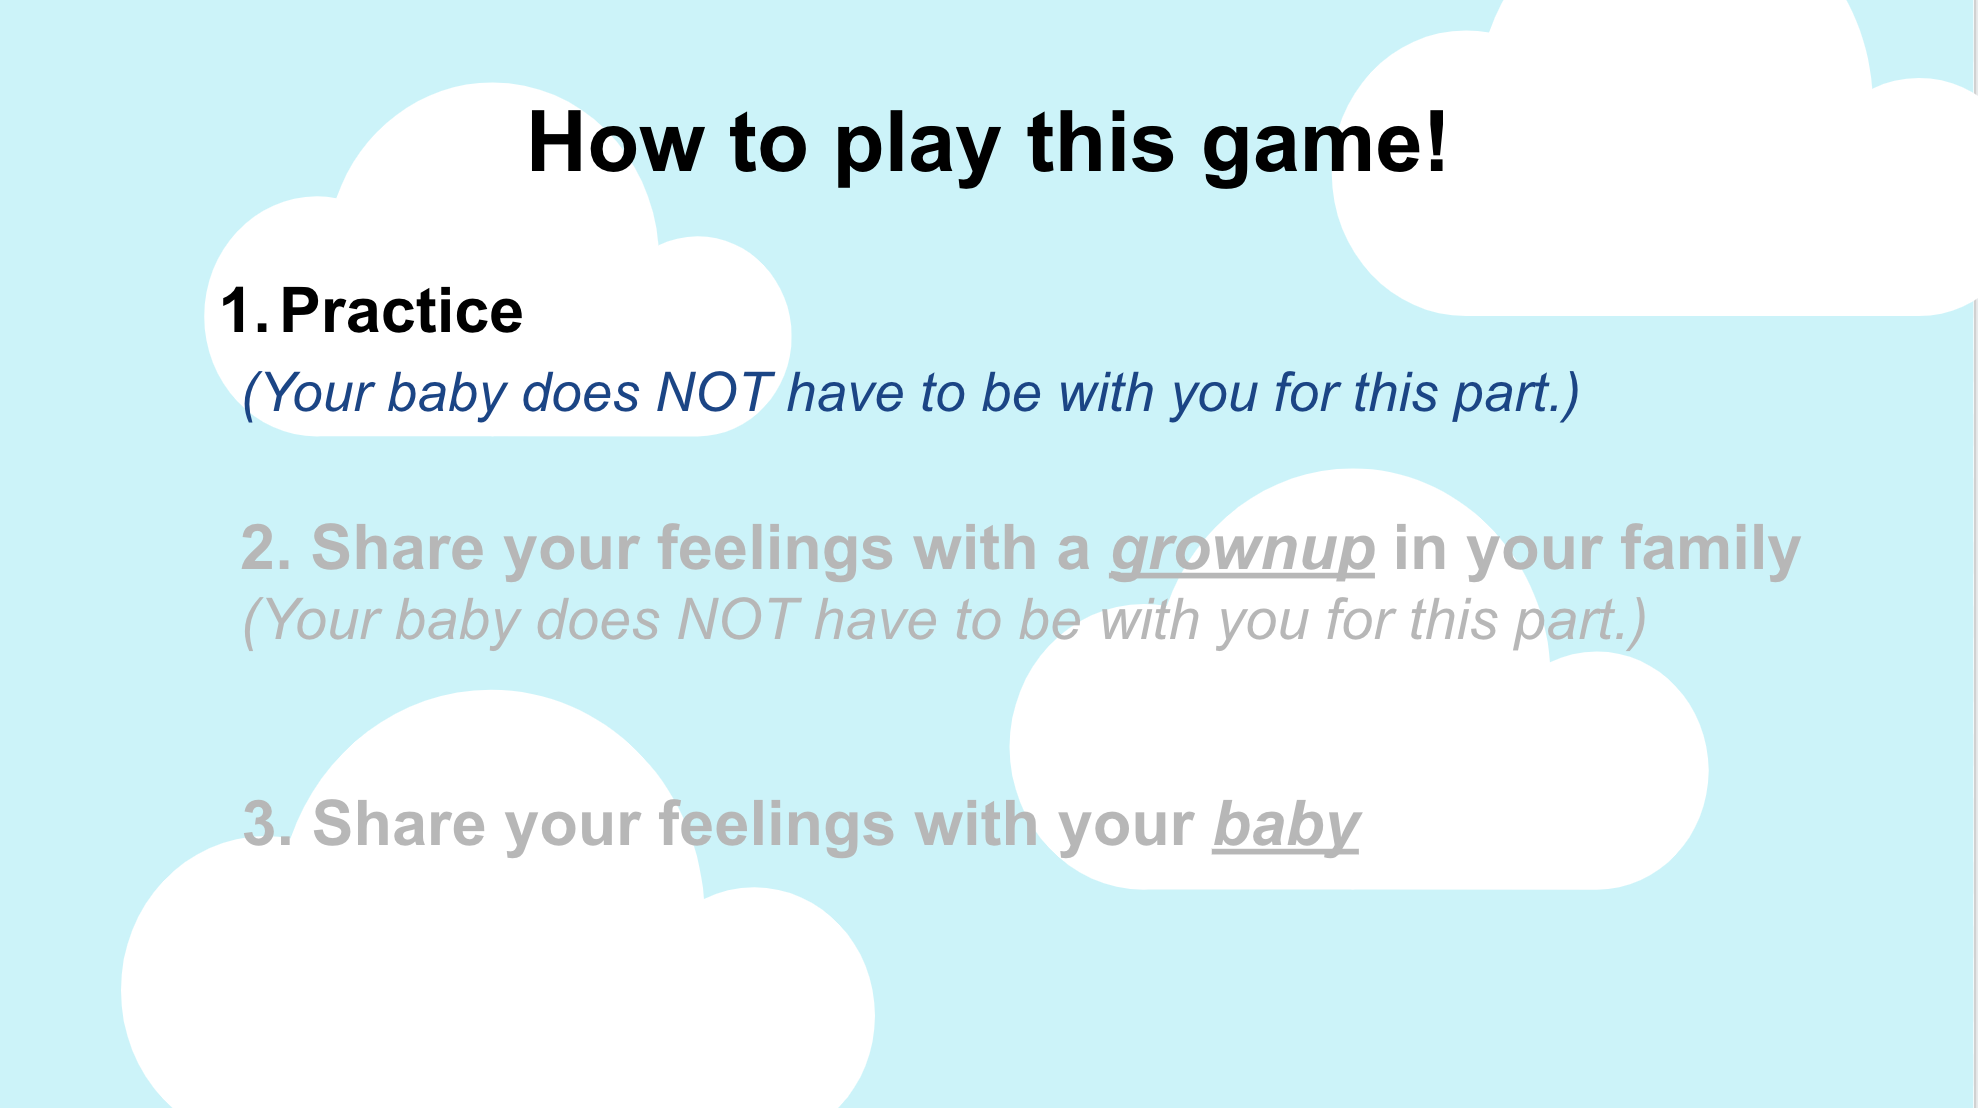 How to play this game!
1. Practice
(Your baby does NOT have to be with you for this part.)
2. Share your feelings with a grownup in your family
(Your baby does NOT have to be with you for this part.)
3. Share your feelings with your baby